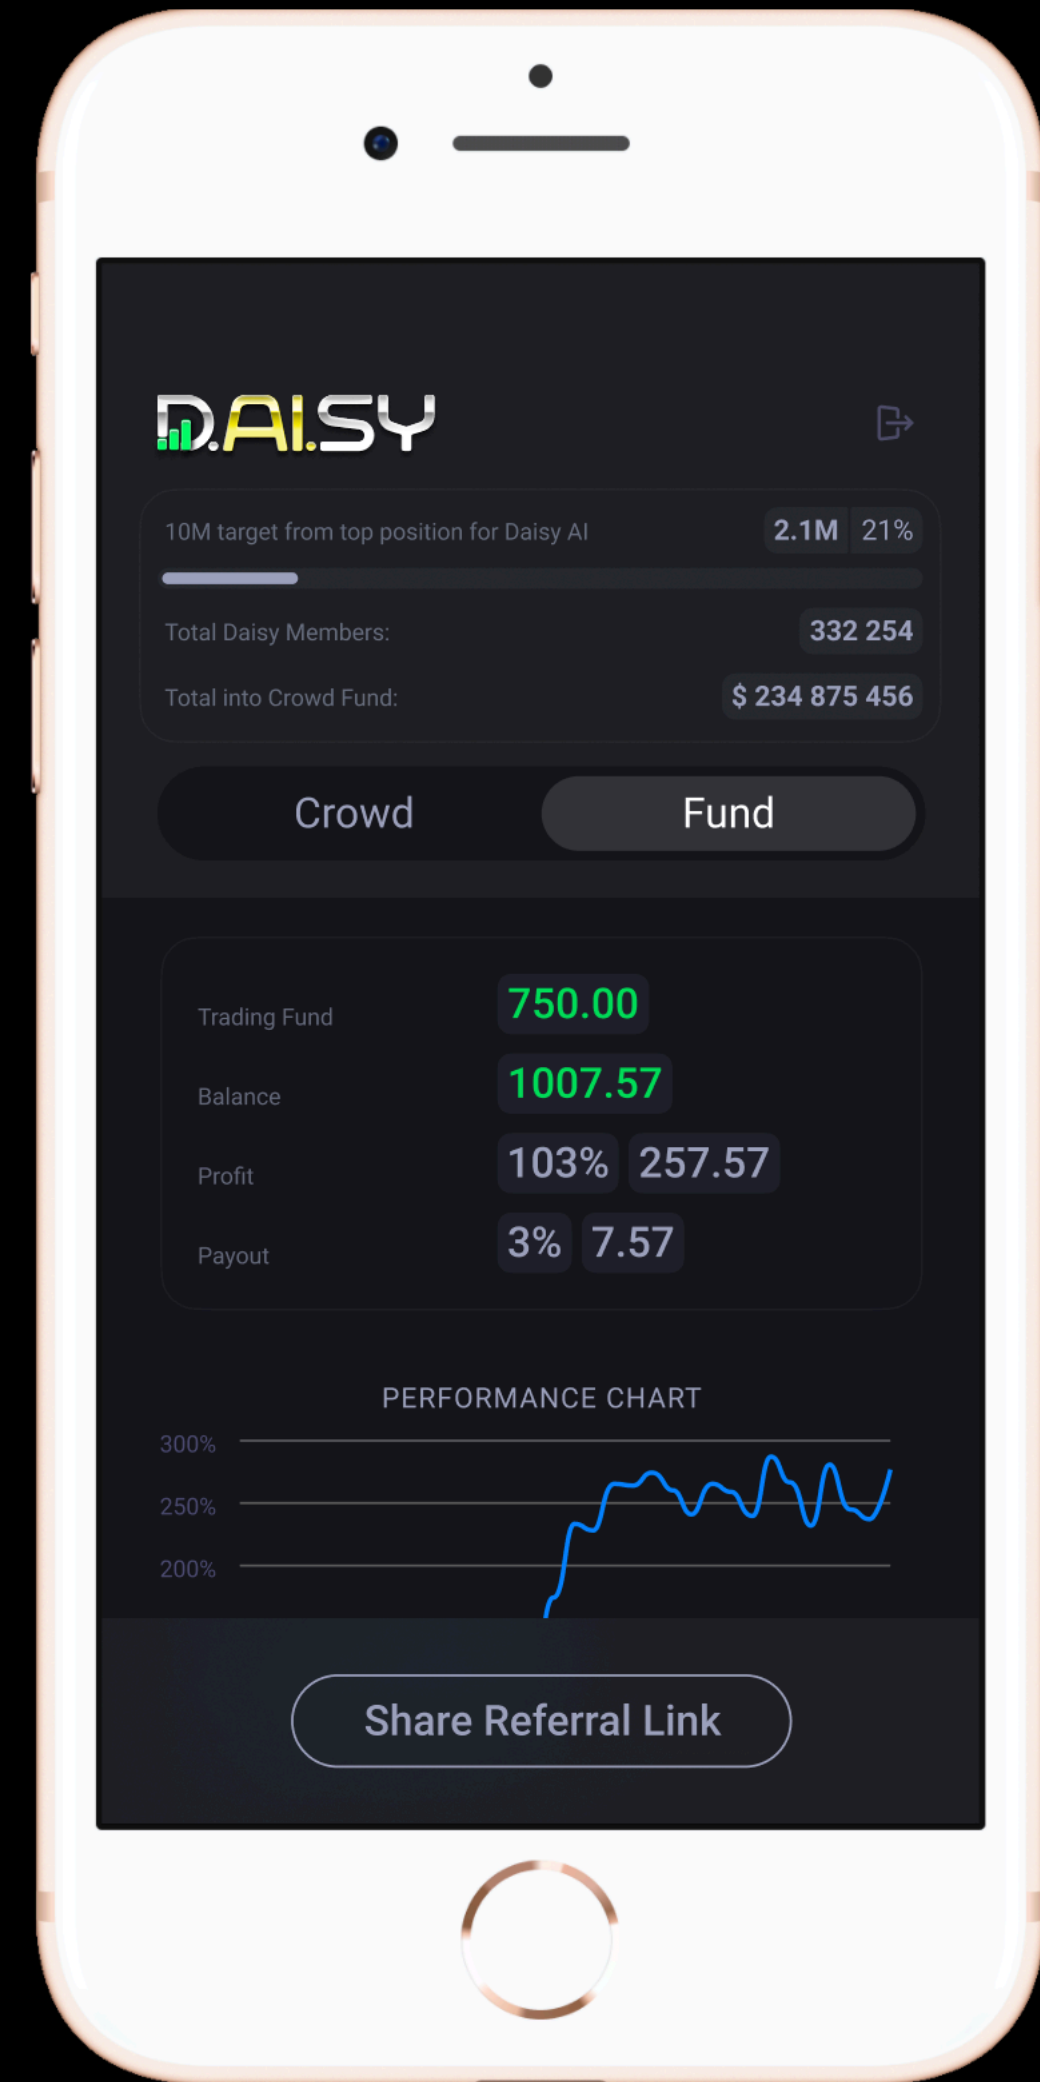 D.AI.SY
10M target from top position for Daisy AI 2.1M 21%
Total Daisy Members: 332 254
Total into Crowd Fund: $ 234 875 456
Crowd Fund
Trading Fund 750.00
Balance 1007.57
Profit 103% 257.57
Payout 3% 7.57
PERFORMANCE CHART
300%
250%
200%
Share Referral Link